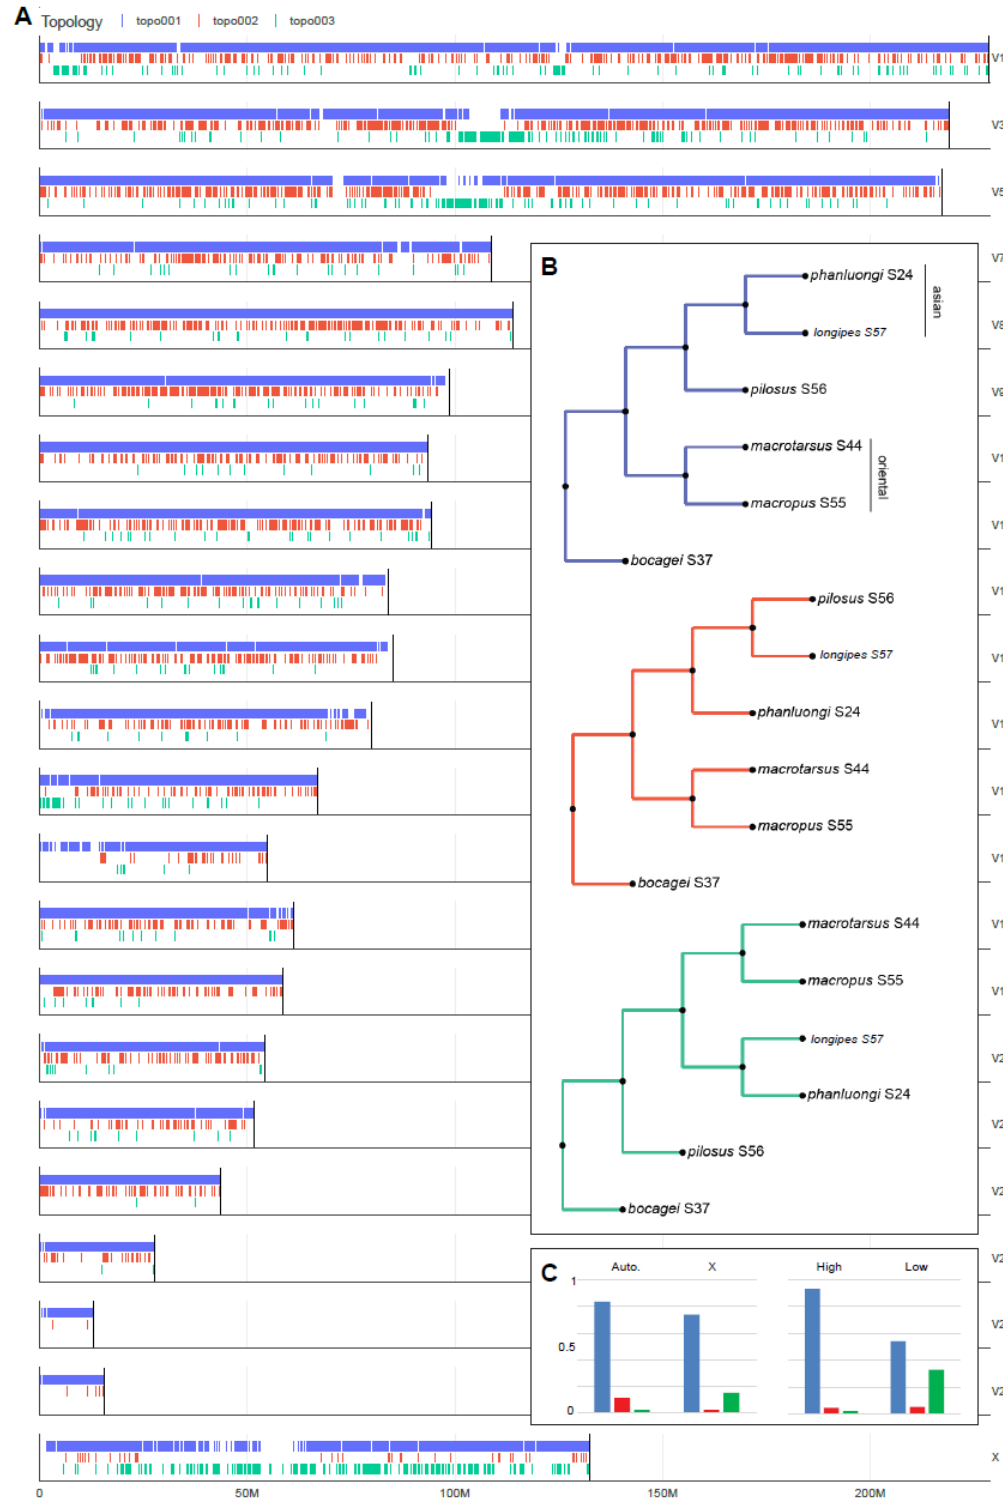 A Topology topo001 topo002 topo003
V1
V3
V5
V7
V8
V9
V1
V1
V1
V1
V1
V1
V1
V1
V1
V2
V2
V2
V2
V2
V2
X
0 50M 100M 150M 200M
B
phanluongi S24
longipes S57
asian
pilosus S56
macrotarsus S44
macropus S55
oriental
bocagei S37
pilosus S56
longipes S57
phanluongi S24
macrotarsus S44
macropus S55
bocagei S37
macrotarsus S44
macropus S55
longipes S57
phanluongi S24
pilosus S56
bocagei S37
C
Auto. X High Low
1
0.5
0